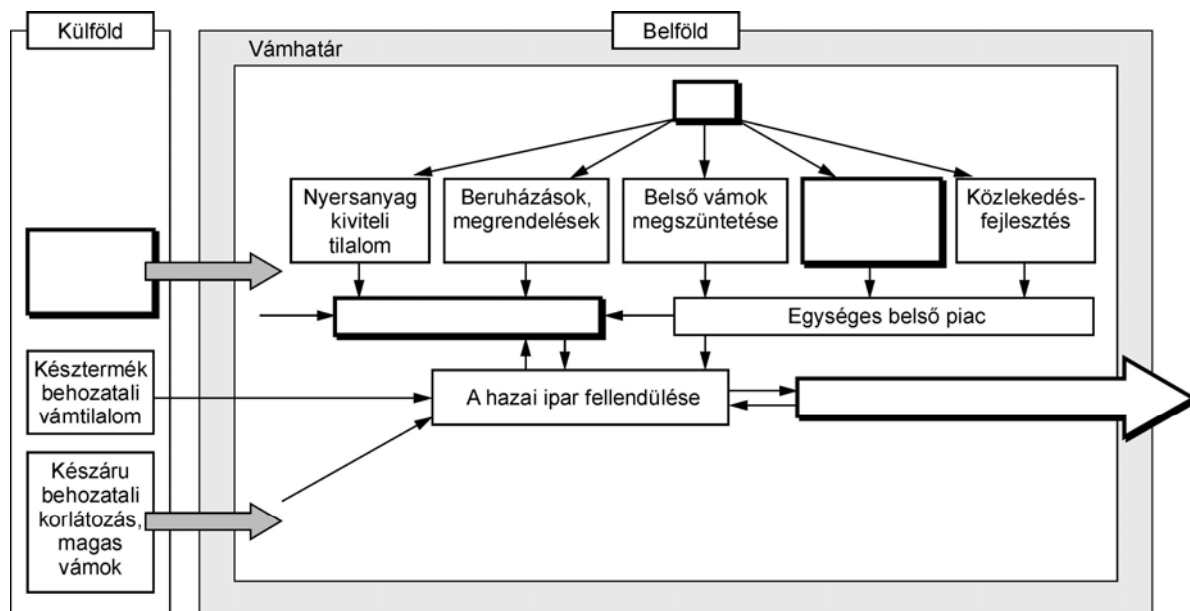 Külföld
Belföld
Vámhatár
Nyersanyag
kiviteli
tilalom
Beruházások,
megrendelések
Belső vámok
megszüntetése
Közlekedés-
fejlesztés
Egységes belső piac
Késztermék
behozatali
vámtilalom
A hazai ipar fellendülése
Készáru
behozatali
korlátozás,
magas
vámok